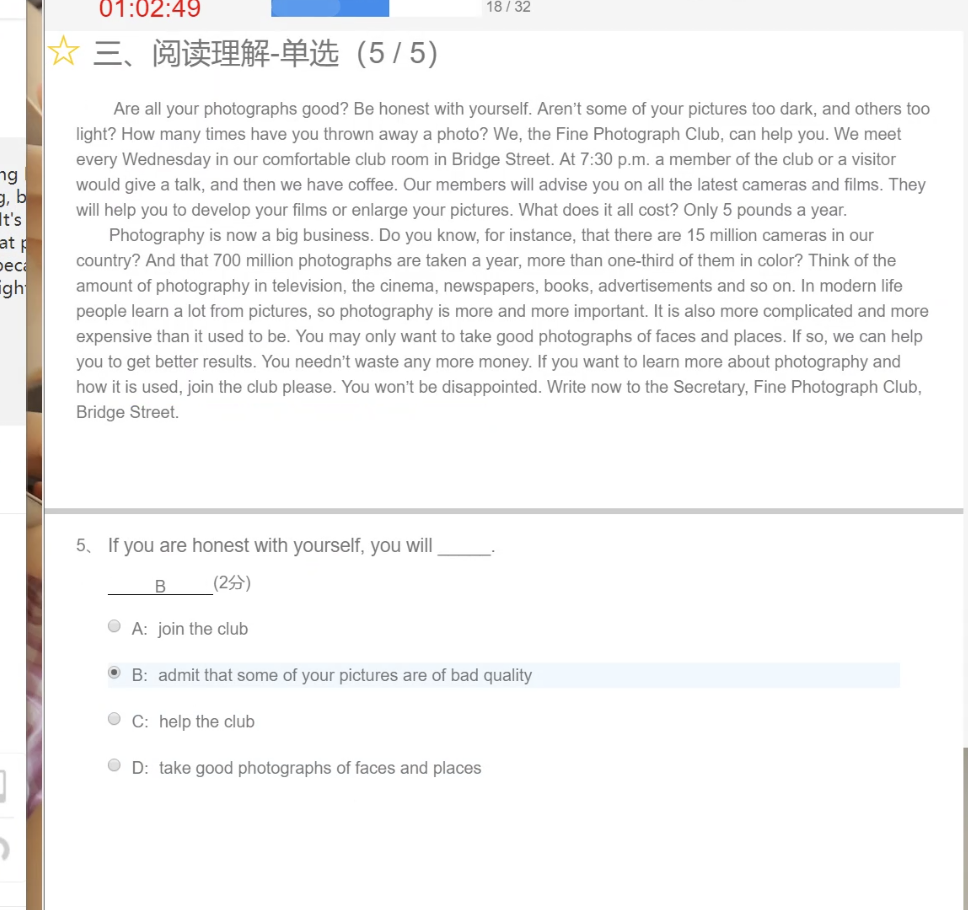 01:02:49
18 / 32
三、阅读理解-单选（5 / 5）
Are all your photographs good? Be honest with yourself. Aren't some of your pictures too dark, and others too
light? How many times have you thrown away a photo? We, the Fine Photograph Club, can help you. We meet
every Wednesday in our comfortable club room in Bridge Street. At 7:30 p.m. a member of the club or a visitor
would give a talk, and then we have coffee. Our members will advise you on all the latest cameras and films. They
will help you to develop your films or enlarge your pictures. What does it all cost? Only 5 pounds a year.
Photography is now a big business. Do you know, for instance, that there are 15 million cameras in our
country? And that 700 million photographs are taken a year, more than one-third of them in color? Think of the
amount of photography in television, the cinema, newspapers, books, advertisements and so on. In modern life
people learn a lot from pictures, so photography is more and more important. It is also more complicated and more
expensive than it used to be. You may only want to take good photographs of faces and places. If so, we can help
you to get better results. You needn't waste any more money. If you want to learn more about photography and
how it is used, join the club please. You won't be disappointed. Write now to the Secretary, Fine Photograph Club,
Bridge Street.
5、 If you are honest with yourself, you will _____.
B (2分)
A: join the club
B: admit that some of your pictures are of bad quality
C: help the club
D: take good photographs of faces and places
It's